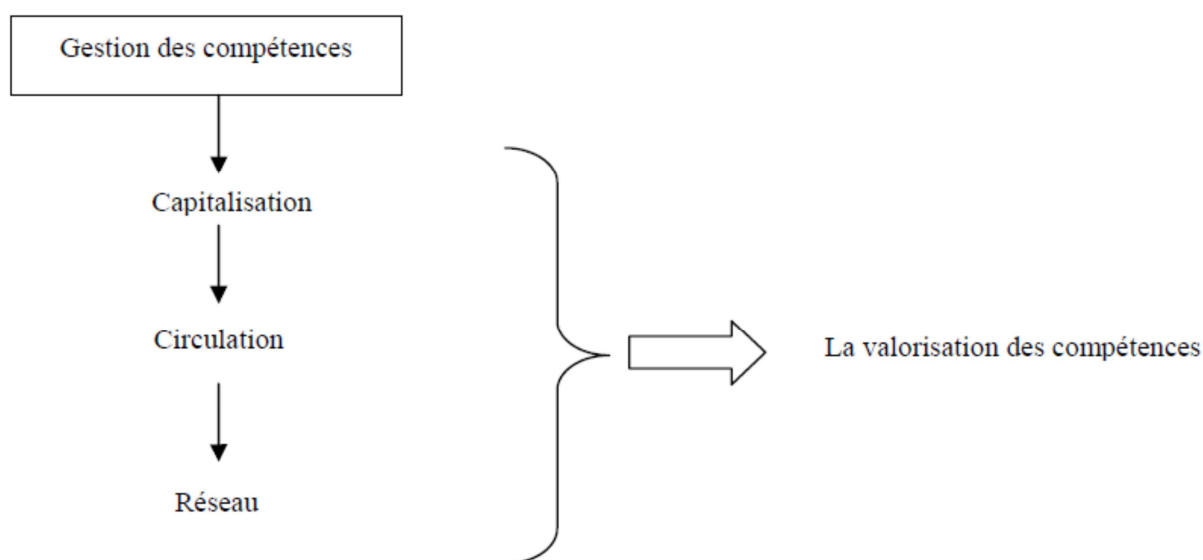 Gestion des compétences
Capitalisation
Circulation
La valorisation des compétences
Réseau